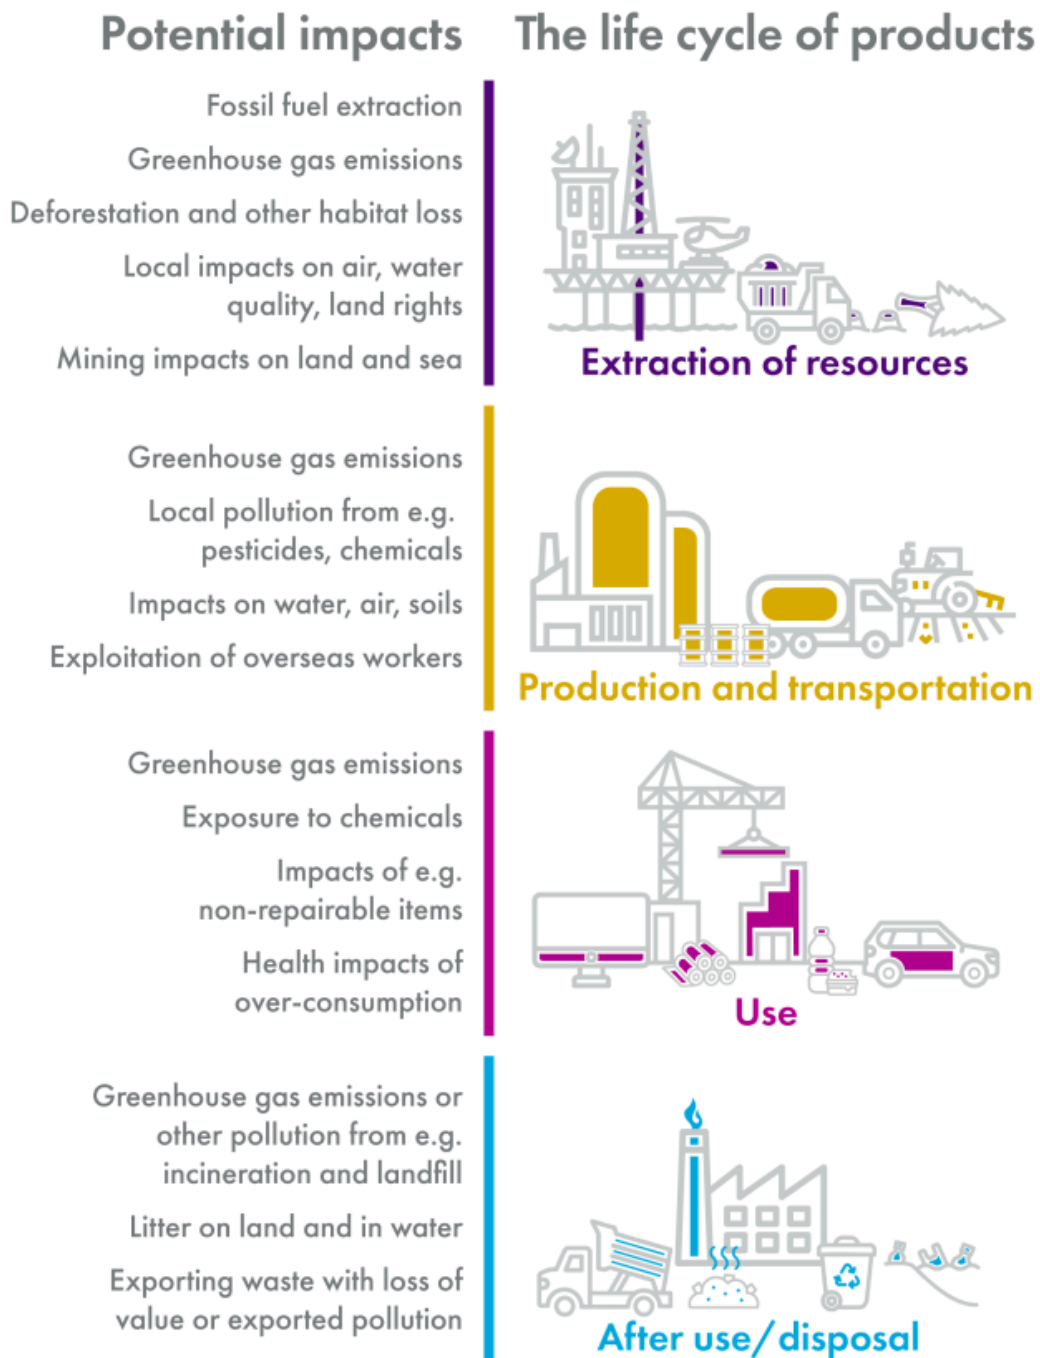 Potential impacts
The life cycle of products
Fossil fuel extraction
Greenhouse gas emissions
Deforestation and other habitat loss
Local impacts on air, water
quality, land rights
Mining impacts on land and sea
Extraction of resources
Greenhouse gas emissions
Local pollution from e.g.
pesticides, chemicals
Impacts on water, air, soils
Exploitation of overseas workers
Production and transportation
Greenhouse gas emissions
Exposure to chemicals
Impacts of e.g.
non-repairable items
Health impacts of
over-consumption
Use
Greenhouse gas emissions or
other pollution from e.g.
incineration and landfill
Litter on land and in water
Exporting waste with loss of
value or exported pollution
After use/disposal